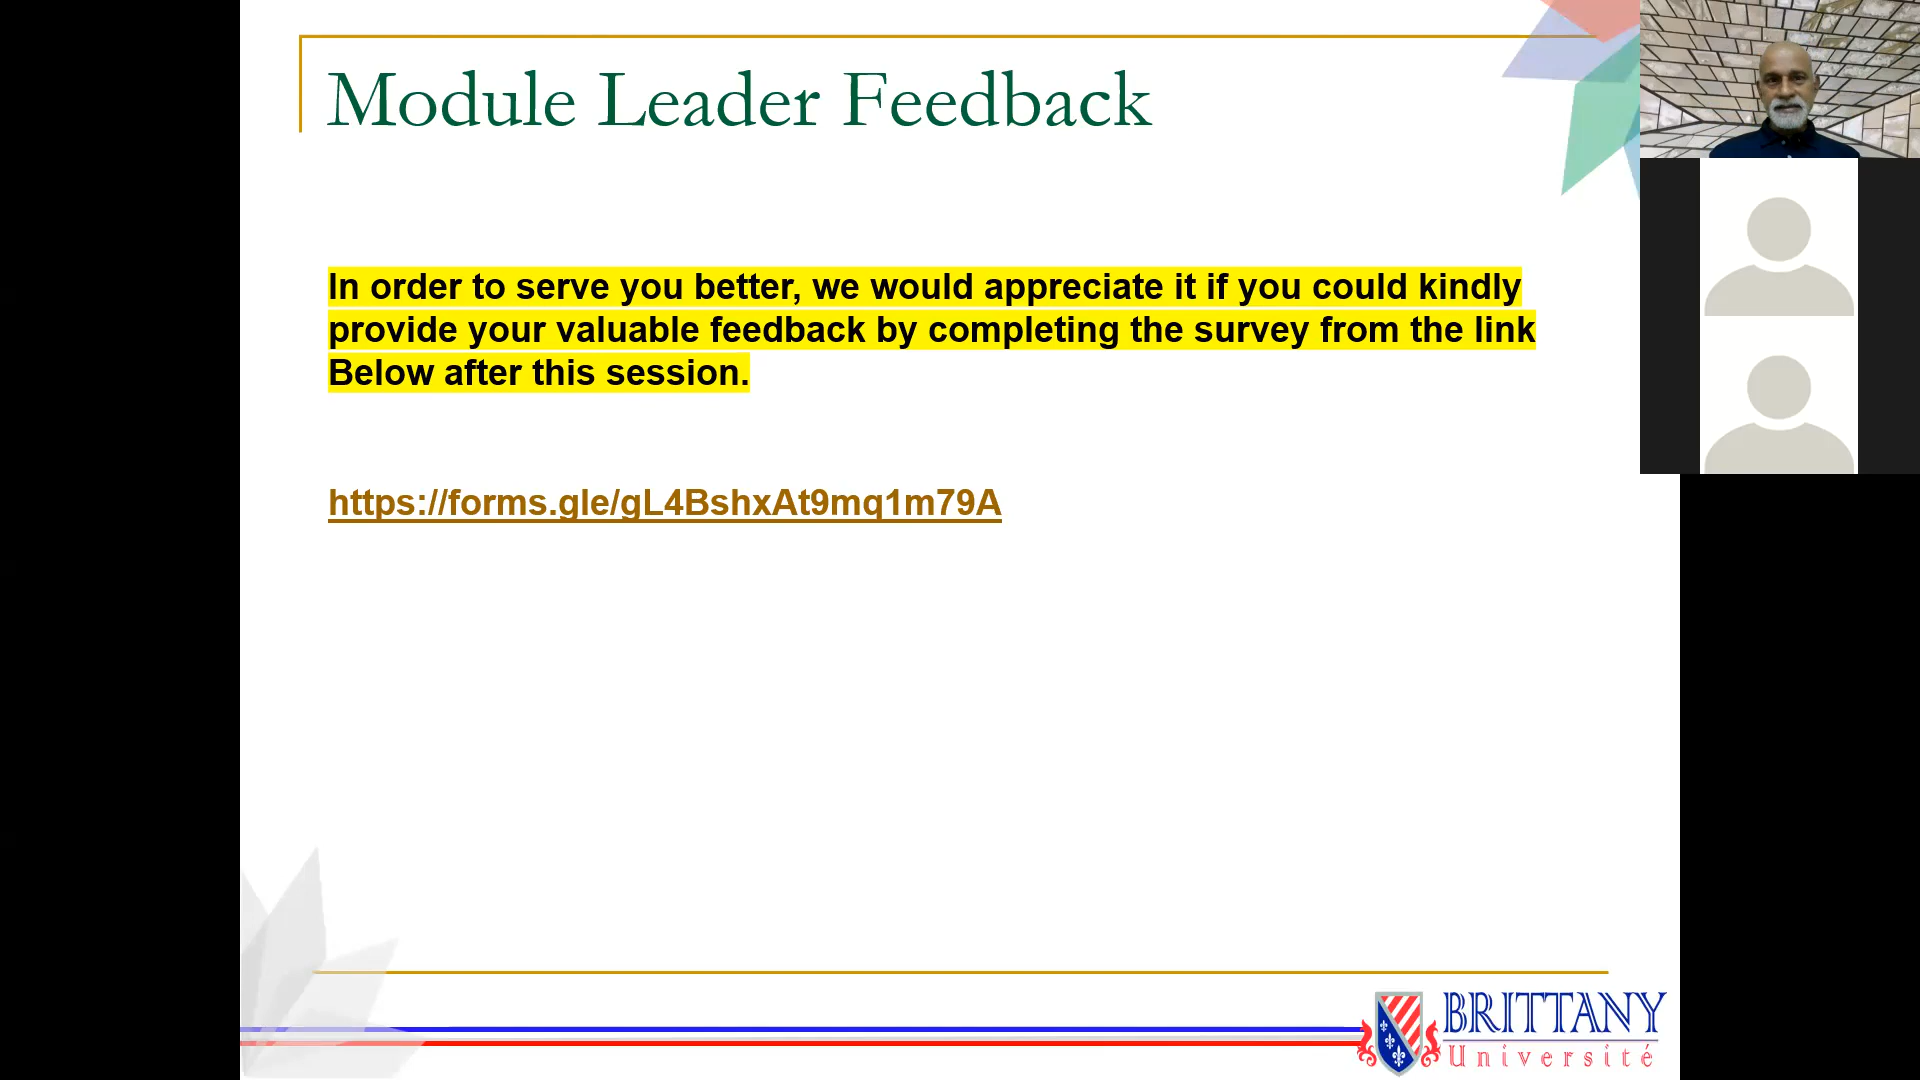 Module Leader Feedback
In order to serve you better, we would appreciate it if you could kindly
provide your valuable feedback by completing the survey from the link
Below after this session.
https://forms.gle/gL4BshxAt9mq1m79A
BRITTANY
Université